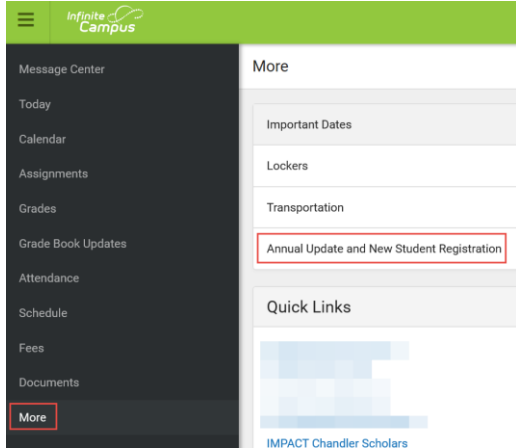 Infinite
Campus
Message Center
Today
Calendar
Assignments
Grades
Grade Book Updates
Attendance
Schedule
Fees
Documents
More
More
Important Dates
Lockers
Transportation
Annual Update and New Student Registration
Quick Links
IMPACT Chandler Scholars